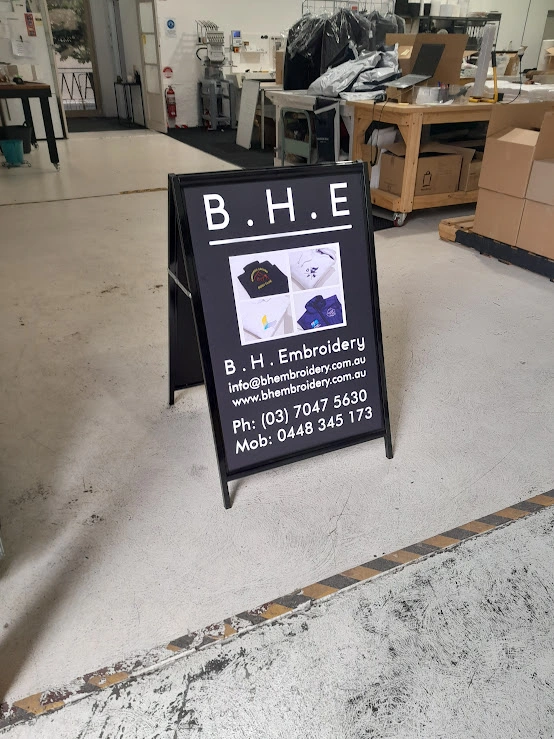 B.H.E
B.H.Embroidery
info@bhembroidery.com.au
www.bhembroidery.com.au
Ph: (03) 7047 5630
Mob: 0448 345 173